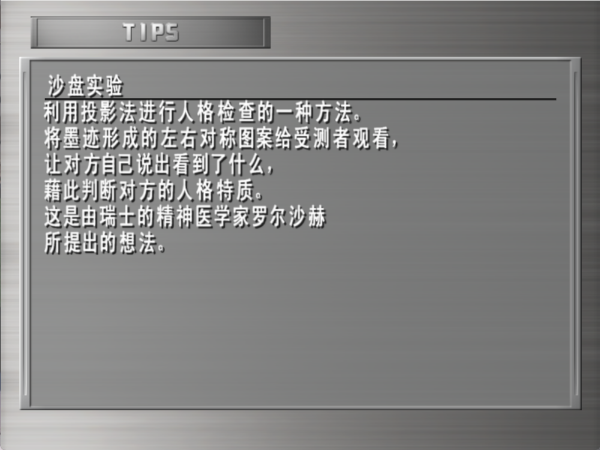 TIPS
沙盘实验
利用投影法进行人格检查的一种方法。
将墨迹形成的左右对称图案给受测者观看，
让对方自己说出看到了什么，
藉此判断对方的人格特质。
这是由瑞士的精神医学家罗尔沙赫
所提出的想法。